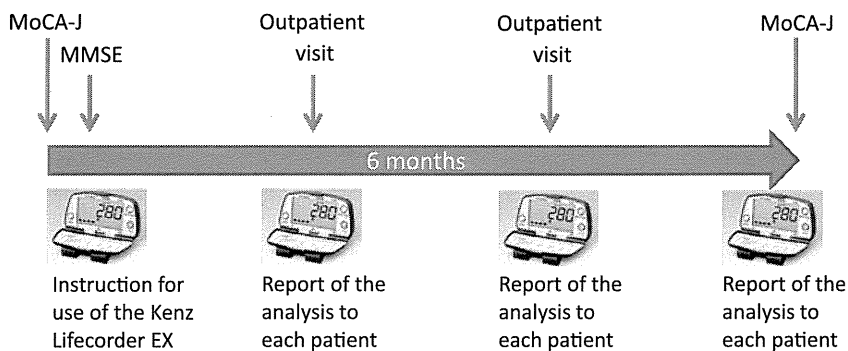 MoCA-J
MMSE
Outpatient
visit
Outpatient
visit
MoCA-J
6 months
280
280
280
280
Instruction for
use of the Kenz
Lifecorder EX
Report of the
analysis to
each patient
Report of the
analysis to
each patient
Report of the
analysis to
each patient